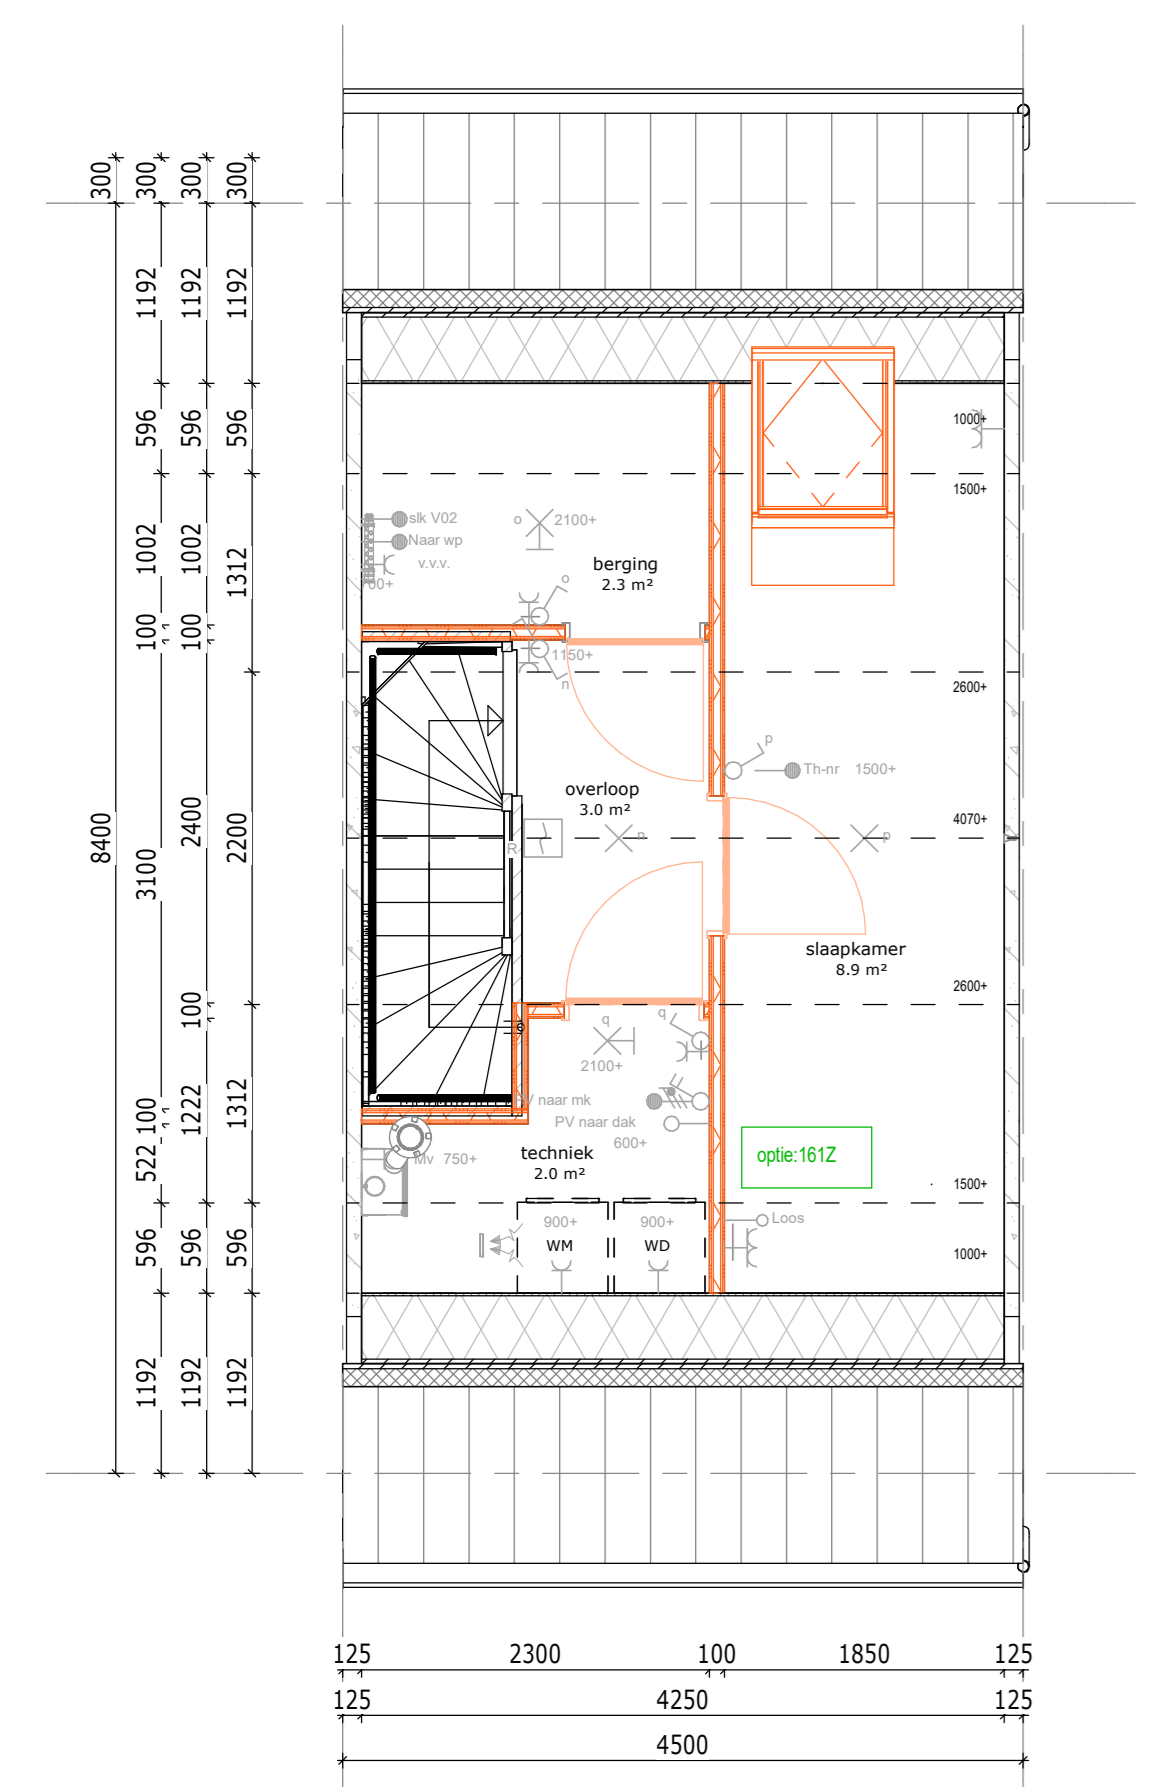 300
300
300
300
1192
1192
1192
596
596
596
1002
1002
1312
100
100
8400
3100
2400
2200
100
100
522
1222
1312
596
596
596
1192
1192
1192
1000+
1500+
slk V02
Naar wp
v.v.v.
o
2100+
berging
2.3 m²
o
1150+
n
2600+
p
Th-nr 1500+
overloop
3.0 m²
4070+
R
n
p
slaapkamer
8.9 m²
2600+
q
q
2100+
PV naar mk
PV naar dak
600+
Mv 750+
techniek
2.0 m²
optie:161Z
1500+
Loos
900+
900+
WM
WD
1000+
125
2300
100
1850
125
125
4250
125
4500